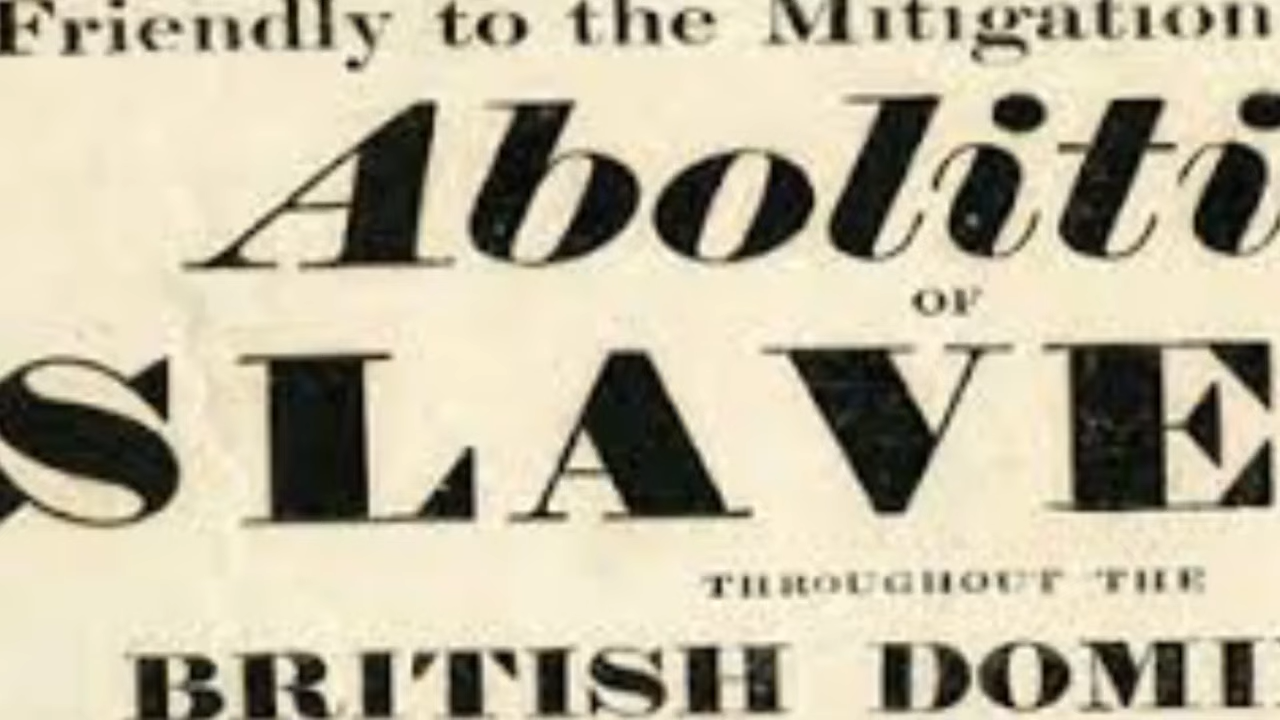 Friendly to the Mitigation
Aboliti
OF
SLAVE
THROUGHOUT THE
BRITISH DOMI